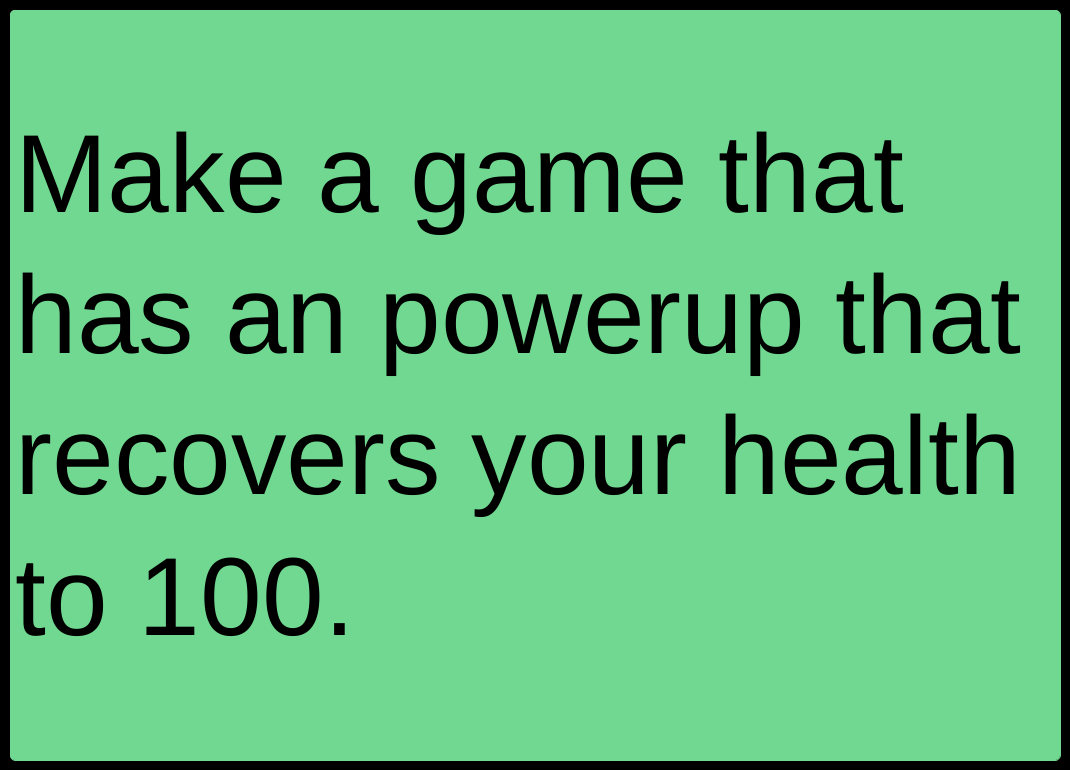 Make a game that
has an powerup that
recovers your health
to 100.